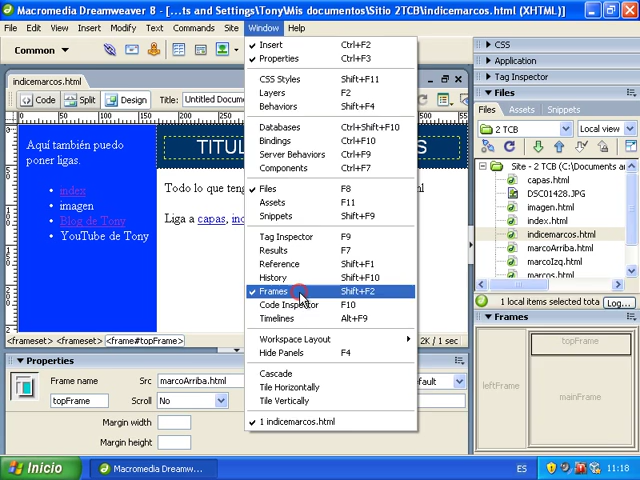 Macromedia Dreamweaver 8 - [...ts and Settings\Tony\Mis documentos\Sitio 2TCB\indicemarcos.html (XHTML)]
File Edit View Insert Modify Text Commands Site Window Help
Common
indicemarcos.html
Code Split Design Title: Untitled Docume
Aquí también puedo
poner ligas.
index
imagen
Blog de Tony
YouTube de Tony
TITUL
S
Todo lo que teng
ml
Liga a capas, ind
Insert Ctrl+F2
Properties Ctrl+F3
CSS Styles Shift+F11
Layers F2
Behaviors Shift+F4
Databases Ctrl+Shift+F10
Bindings Ctrl+F10
Server Behaviors Ctrl+F9
Components Ctrl+F7
Files F8
Assets F11
Snippets Shift+F9
Tag Inspector F9
Results F7
Reference Shift+F1
History Shift+F10
Frames Shift+F2
Code Inspector F10
Timelines Alt+F9
Workspace Layout
Hide Panels F4
Cascade
Tile Horizontally
Tile Vertically
1 indicemarcos.html
CSS
Application
Tag Inspector
Files
Files Assets Snippets
2 TCB Local view
Site - 2 TCB (C:\Documents ar
capas.html
DSC01428.JPG
imagen.html
index.html
indicemarcos.html
marcoArriba.html
marcoIzq.html
marcos.html
1 local items selected tota Log...
Frames
topFrame
leftFrame
mainFrame
<frameset> <frameset> <frame#topFrame>
2K / 1 sec
Properties
Frame name Src marcoArriba.html
efault
topFrame Scroll No
Margin width
Margin height
Inicio Macromedia Dreamw... ES 11:18